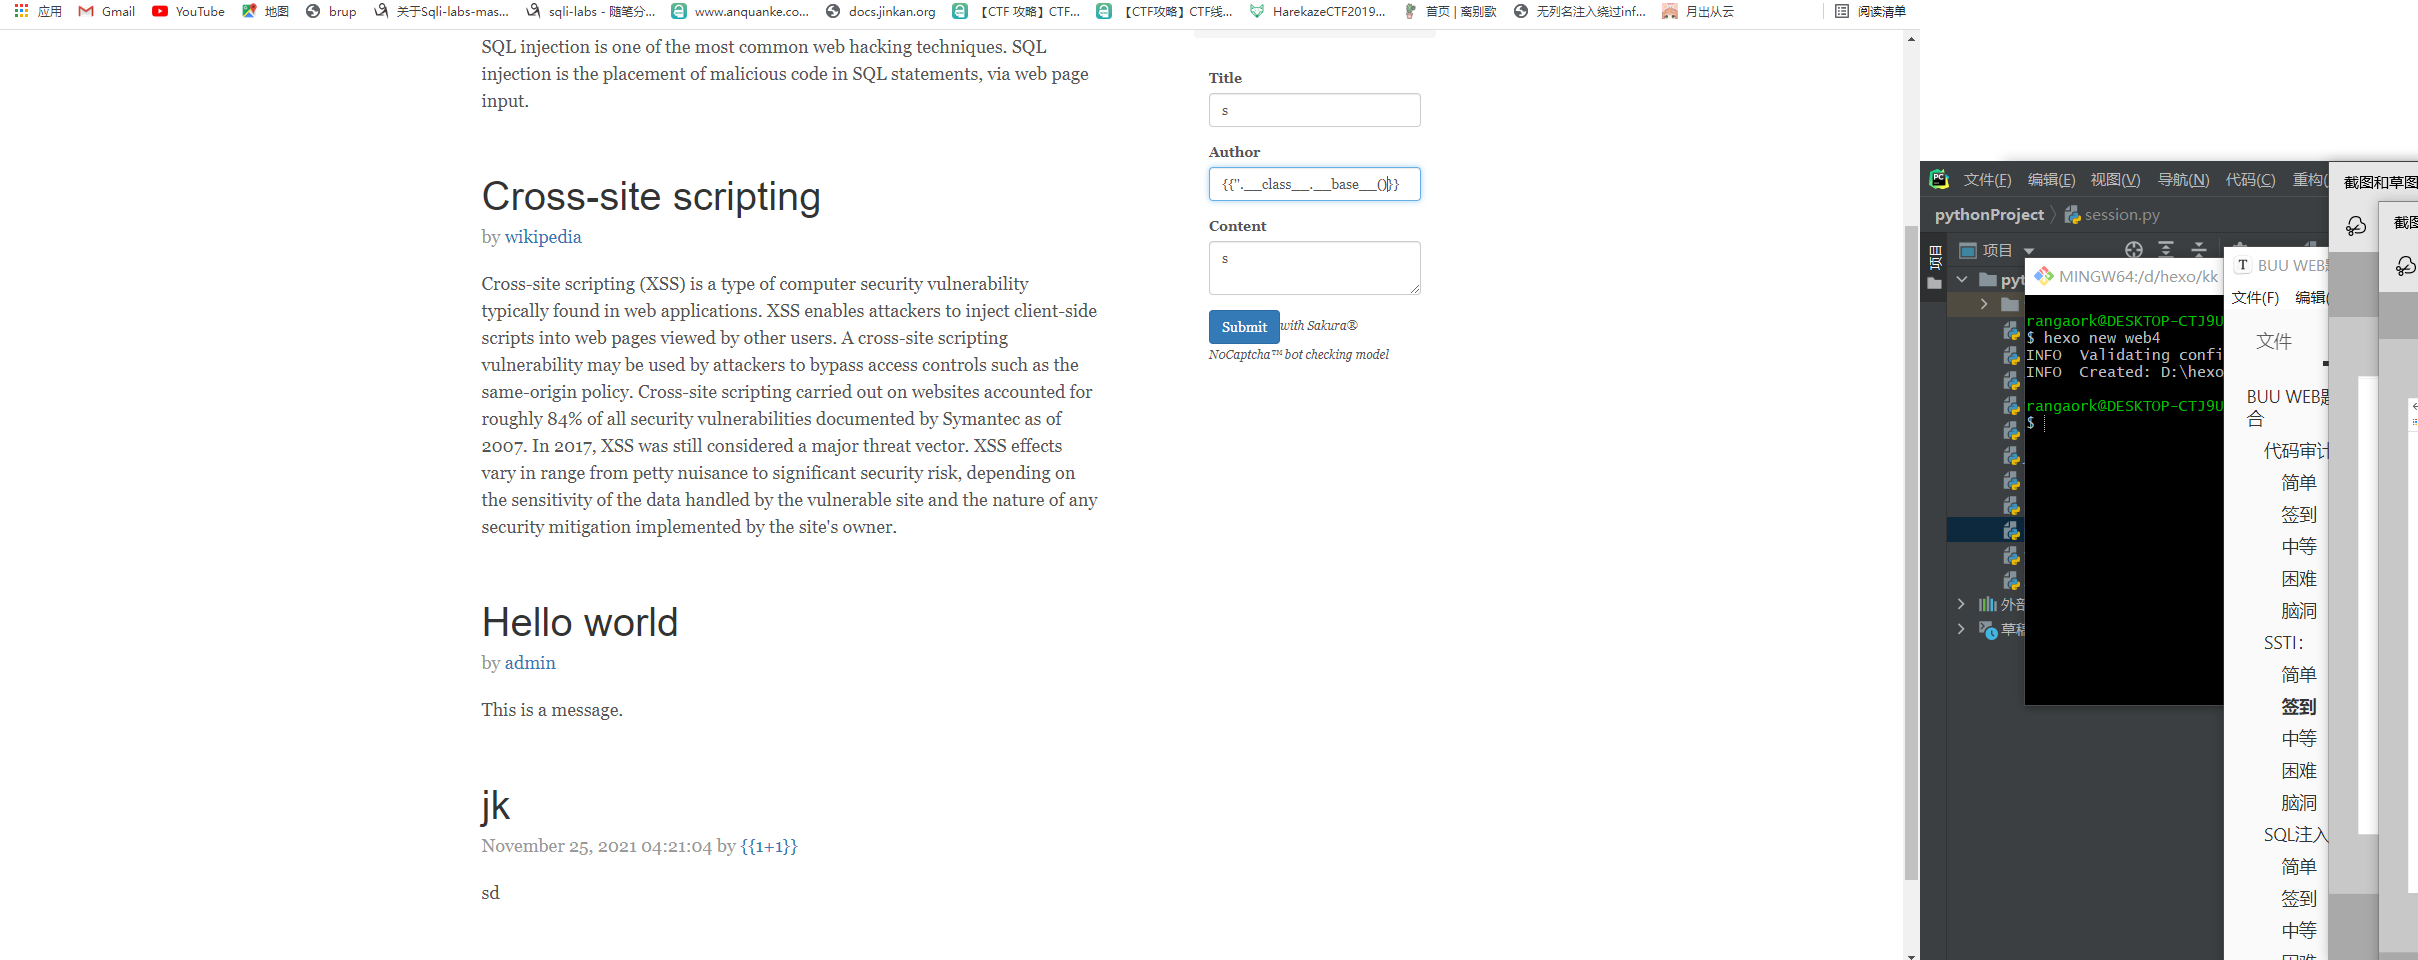 应用
Gmail
YouTube
地图
brup
关于Sqli-labs-mas...
sqli-labs - 随笔分...
www.anquanke.co...
docs.jinkan.org
【CTF 攻略】CTF...
【CTF攻略】CTF线...
HarekazeCTF2019...
首页 | 离别歌
无列名注入绕过inf...
月出从云
阅读清单
SQL injection is one of the most common web hacking techniques. SQL
injection is the placement of malicious code in SQL statements, via web page
input.
Cross-site scripting
by wikipedia
Cross-site scripting (XSS) is a type of computer security vulnerability
typically found in web applications. XSS enables attackers to inject client-side
scripts into web pages viewed by other users. A cross-site scripting
vulnerability may be used by attackers to bypass access controls such as the
same-origin policy. Cross-site scripting carried out on websites accounted for
roughly 84% of all security vulnerabilities documented by Symantec as of
2007. In 2017, XSS was still considered a major threat vector. XSS effects
vary in range from petty nuisance to significant security risk, depending on
the sensitivity of the data handled by the vulnerable site and the nature of any
security mitigation implemented by the site's owner.
Hello world
by admin
This is a message.
jk
November 25, 2021 04:21:04 by {{1+1}}
sd
Title
s
Author
{{''.__class__.__base__()}}
Content
s
Submit with Sakura®
NoCaptcha™ bot checking model
PC
文件(F) 编辑(E) 视图(V) 导航(N) 代码(C) 重构(
pythonProject session.py
项目
项目
py
外部
草稿
MINGW64:/d/hexo/kk
rangaork@DESKTOP-CTJ9U
$ hexo new web4
INFO Validating confi
INFO Created: D:\hexo
rangaork@DESKTOP-CTJ9U
$
T BUU WEB题
文件(F) 编辑(
文件
BUU WEB题
合
代码审计
简单
签到
中等
困难
脑洞
SSTI：
简单
签到
中等
困难
脑洞
SQL注入
简单
签到
中等
截图和草图
截图